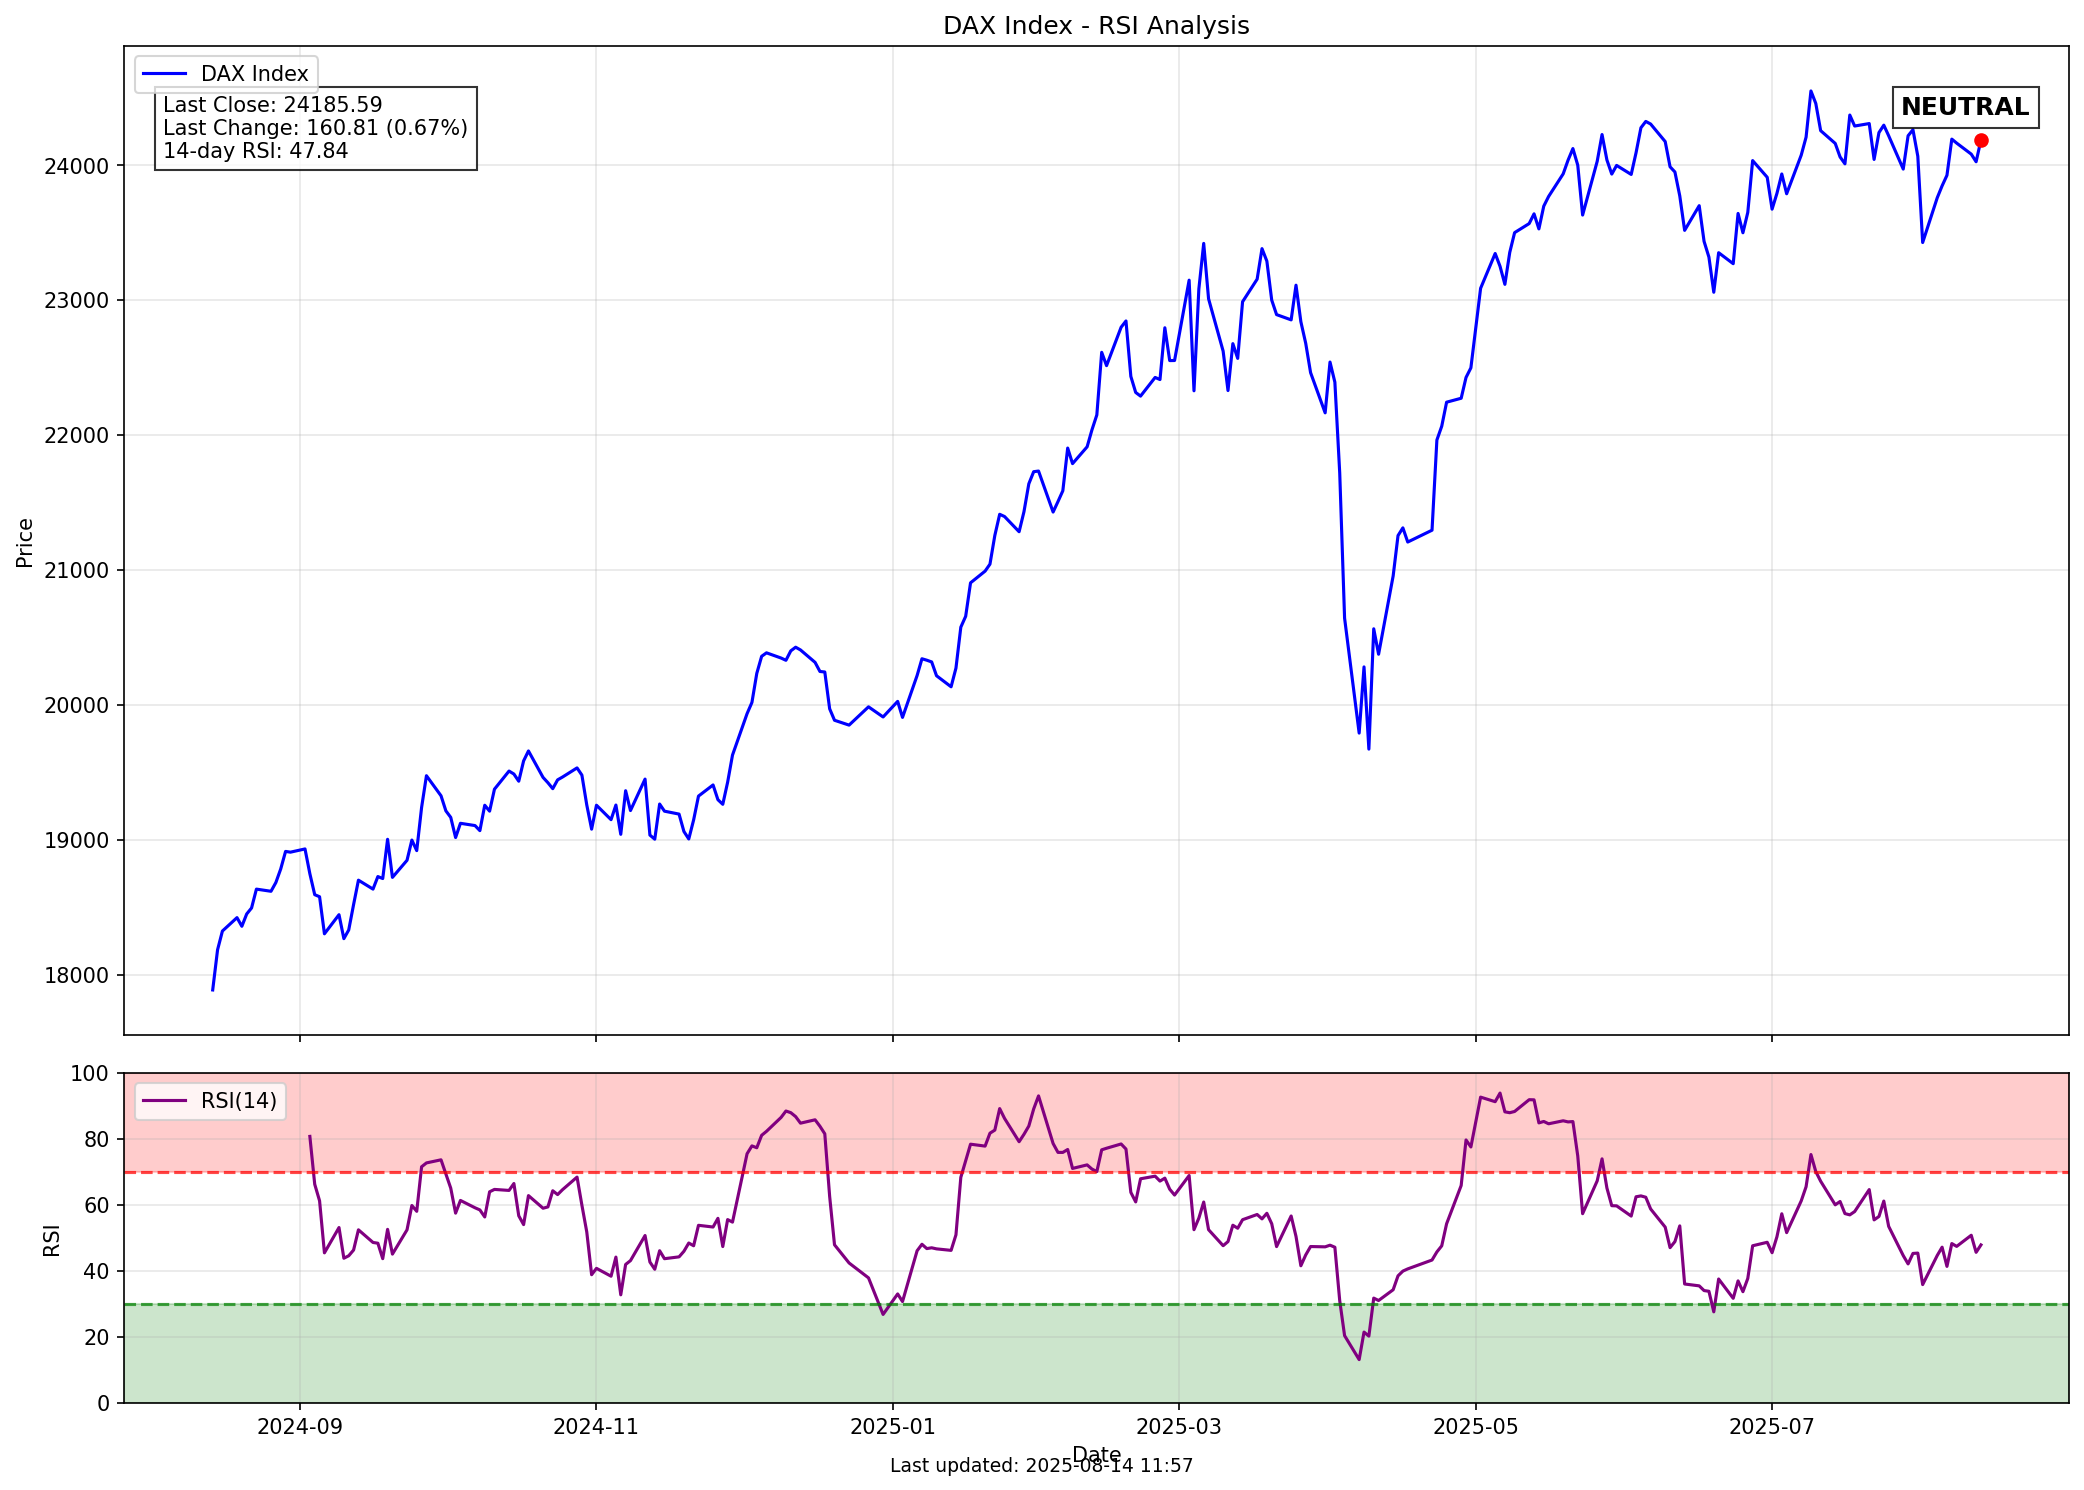 DAX Index - RSI Analysis
DAX Index
Last Close: 24185.59
Last Change: 160.81 (0.67%)
14-day RSI: 47.84
NEUTRAL
Price
24000
23000
22000
21000
20000
19000
18000
RSI(14)
RSI
100
80
60
40
20
0
2024-09
2024-11
2025-01
2025-03
2025-05
2025-07
Date
Last updated: 2025-08-14 11:57